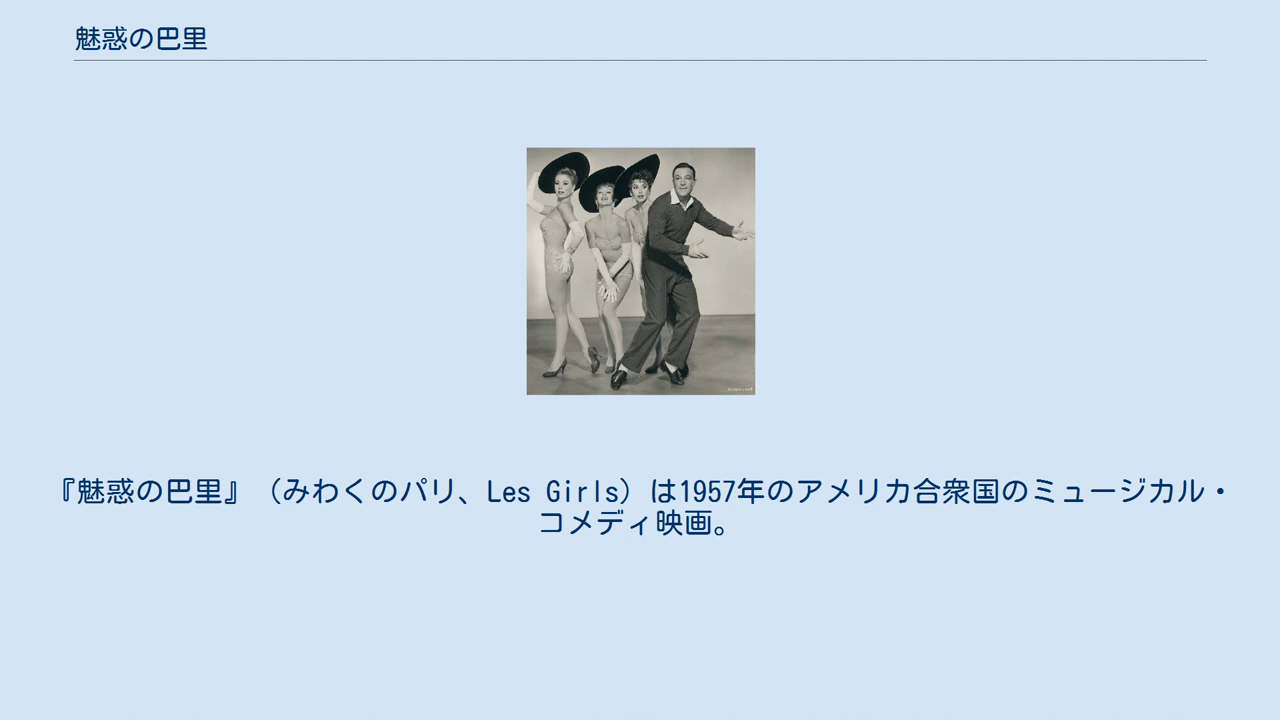 魅惑の巴里
『魅惑の巴里』（みわくのパリ、Les Girls）は1957年のアメリカ合衆国のミュージカル・
コメディ映画。